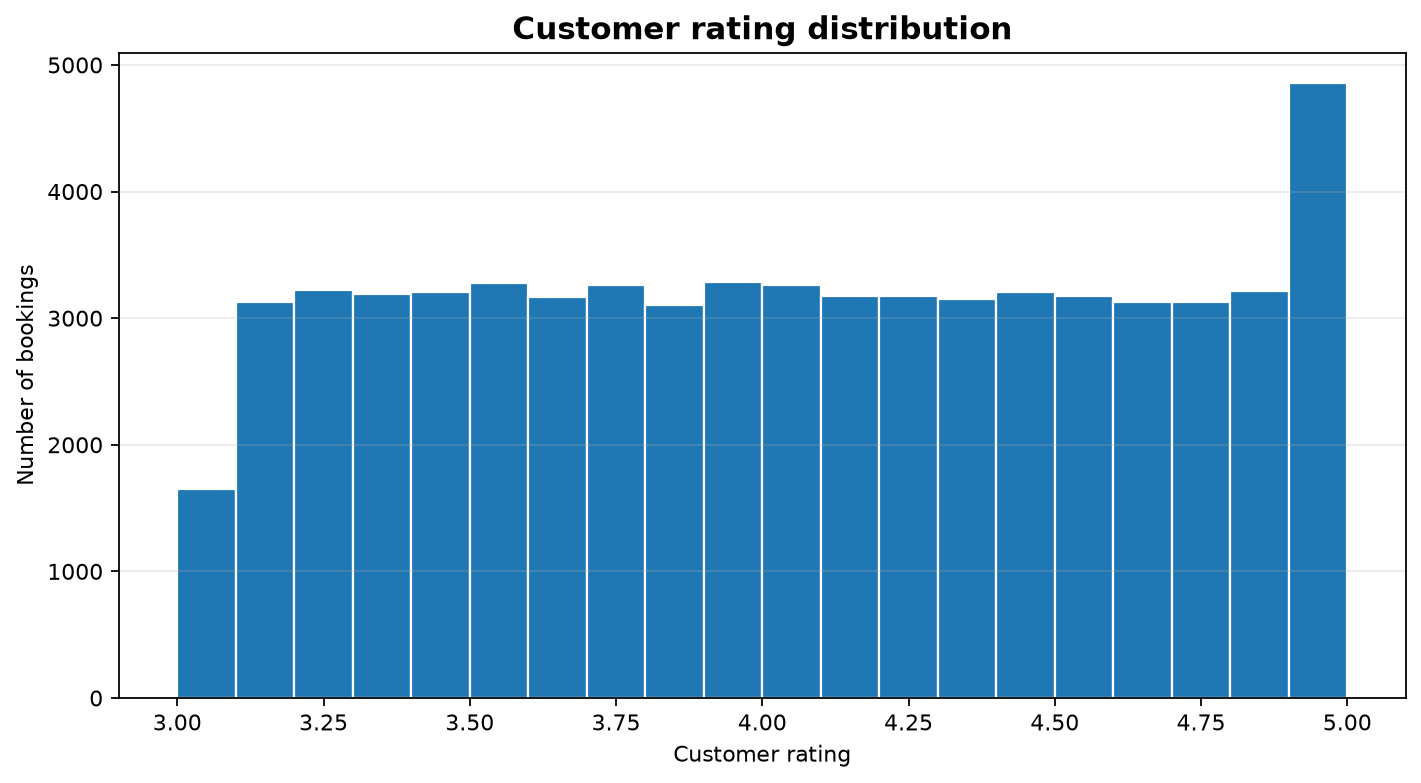 Customer rating distribution
Number of bookings
5000
4000
3000
2000
1000
0
3.00 3.25 3.50 3.75 4.00 4.25 4.50 4.75 5.00
Customer rating